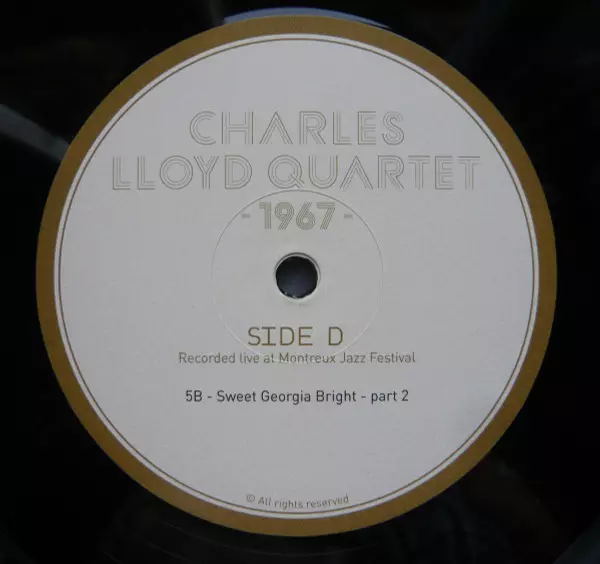 CHARLES
LLOYD QUARTET
- 1967 -
SIDE D
Recorded live at Montreux Jazz Festival
5B - Sweet Georgia Bright - part 2
© All rights reserved